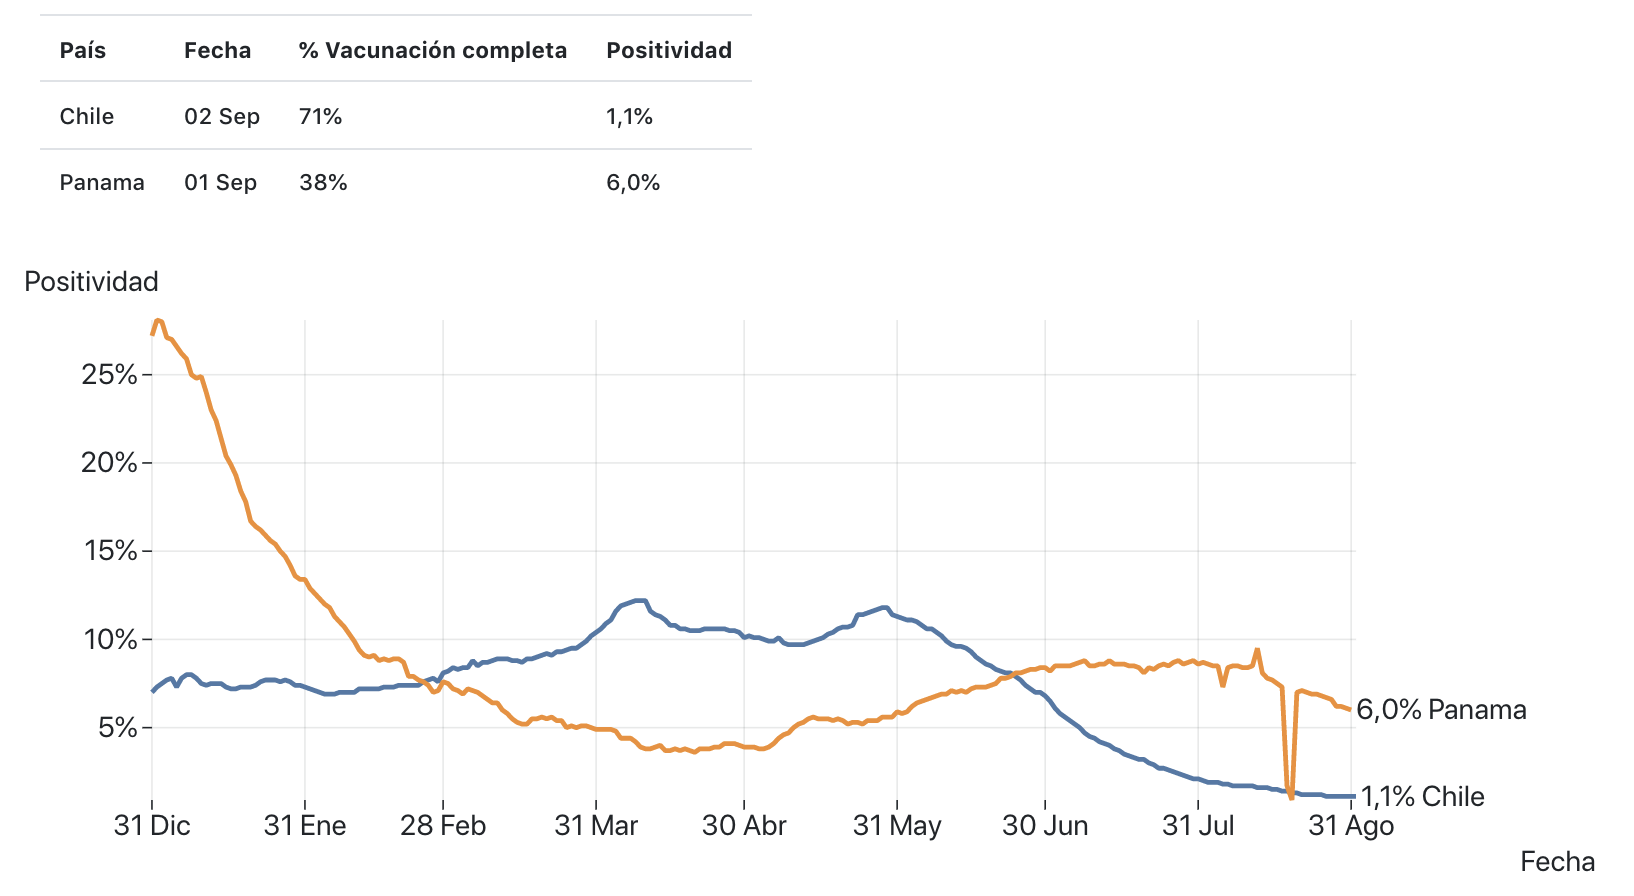 País Fecha % Vacunación completa Positividad
Chile 02 Sep 71% 1,1%
Panama 01 Sep 38% 6,0%
Positividad
25%
20%
15%
10%
5%
6,0% Panama
1,1% Chile
31 Dic 31 Ene 28 Feb 31 Mar 30 Abr 31 May 30 Jun 31 Jul 31 Ago
Fecha